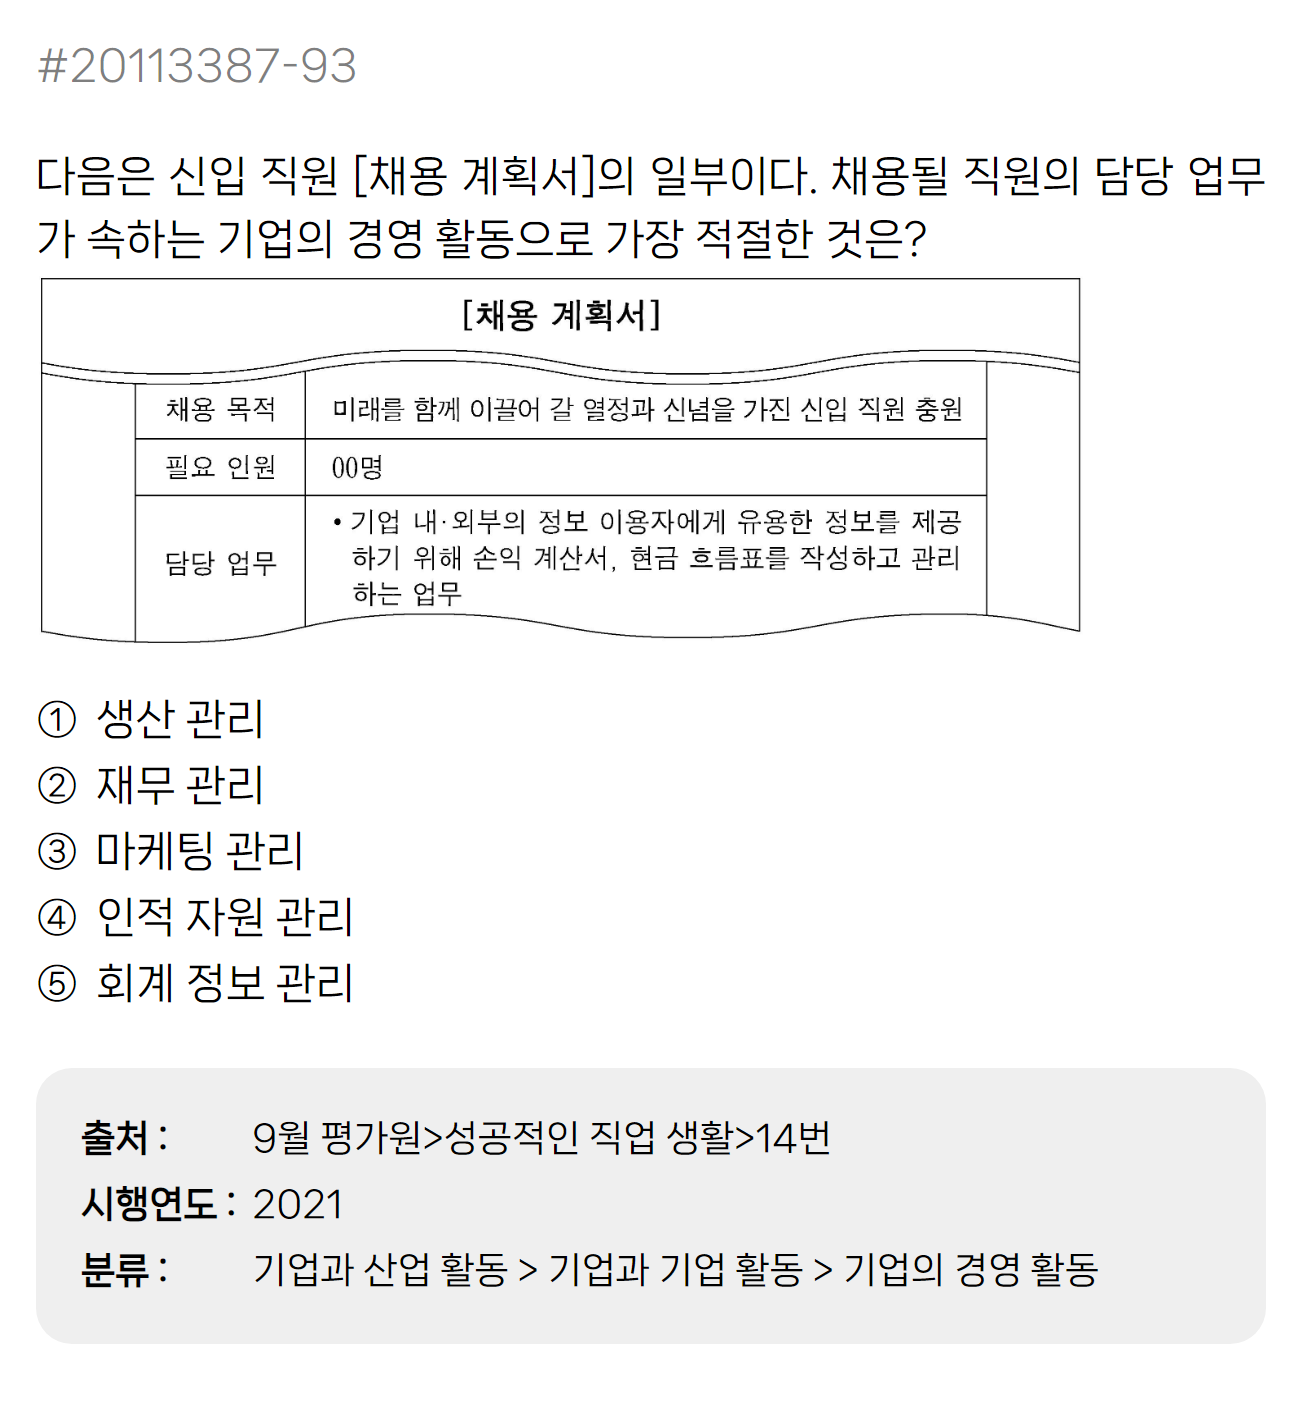 #20113387-93
다음은 신입 직원 [채용 계획서]의 일부이다. 채용될 직원의 담당 업무
가 속하는 기업의 경영 활동으로 가장 적절한 것은?
[채용 계획서]
채용 목적 미래를 함께 이끌어 갈 열정과 신념을 가진 신입 직원 충원
필요 인원 00명
담당 업무 • 기업 내·외부의 정보 이용자에게 유용한 정보를 제공
하기 위해 손익 계산서, 현금 흐름표를 작성하고 관리
하는 업무
① 생산 관리
② 재무 관리
③ 마케팅 관리
④ 인적 자원 관리
⑤ 회계 정보 관리
출처 : 9월 평가원>성공적인 직업 생활>14번
시행연도 : 2021
분류 : 기업과 산업 활동 > 기업과 기업 활동 > 기업의 경영 활동